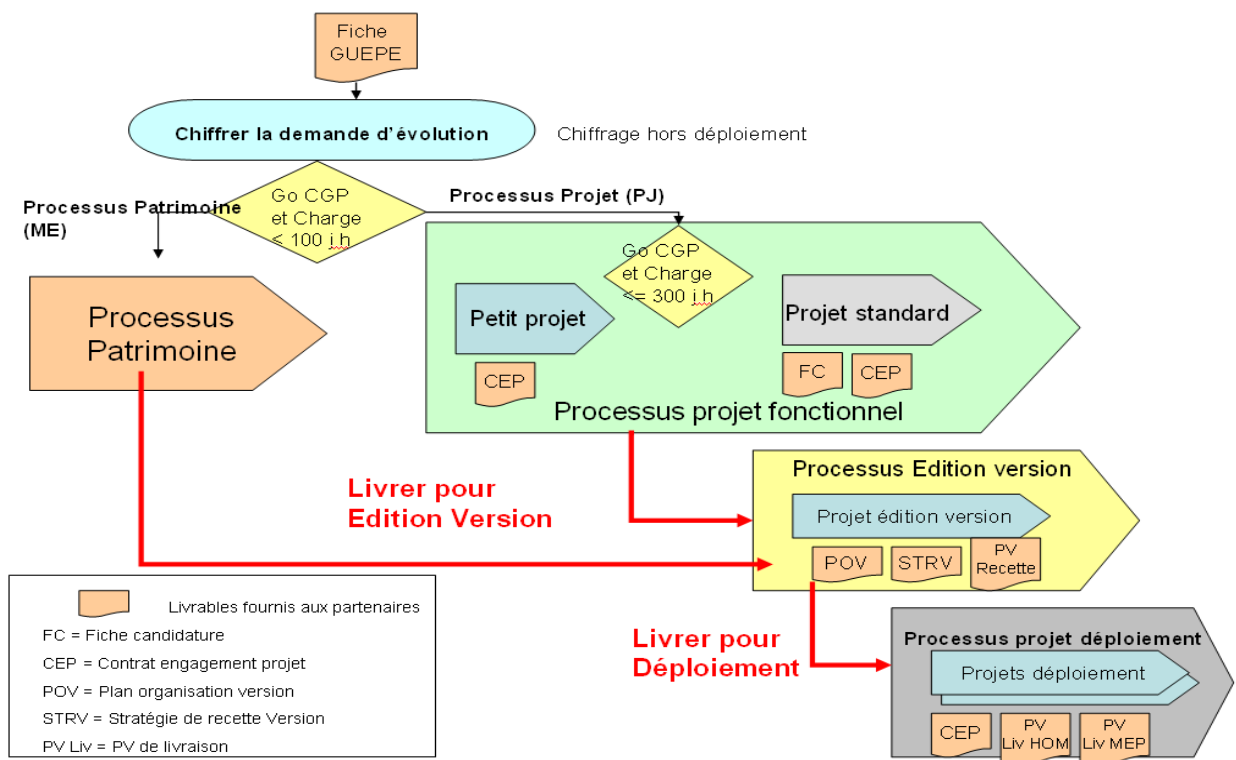 Fiche
GUEPE
Chiffrer la demande d'évolution
Chiffrage hors déploiement
Go CGP
et Charge
< 100 j.h
Processus Patrimoine
(ME)
Processus Projet (PJ)
Go CGP
et Charge
<= 300 j.h
Processus
Patrimoine
Petit projet
Projet standard
CEP
FC
CEP
Processus projet fonctionnel
Livrer pour
Edition Version
Processus Edition version
Projet édition version
POV
STRV
PV
Recette
Livrer pour
Déploiement
Processus projet déploiement
Projets déploiement
CEP
PV
Liv HOM
PV
Liv MEP
Livrables fournis aux partenaires
FC = Fiche candidature
CEP = Contrat engagement projet
POV = Plan organisation version
STRV = Stratégie de recette Version
PV Liv = PV de livraison